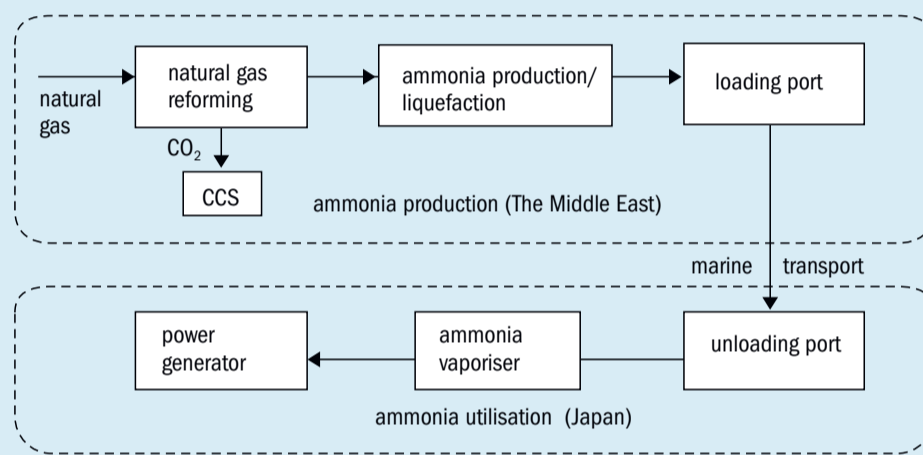 natural gas
reforming
ammonia production/
liquefaction
loading port
natural
gas
CO₂
CCS
ammonia production (The Middle East)
marine transport
power
generator
ammonia
vaporiser
unloading port
ammonia utilisation (Japan)